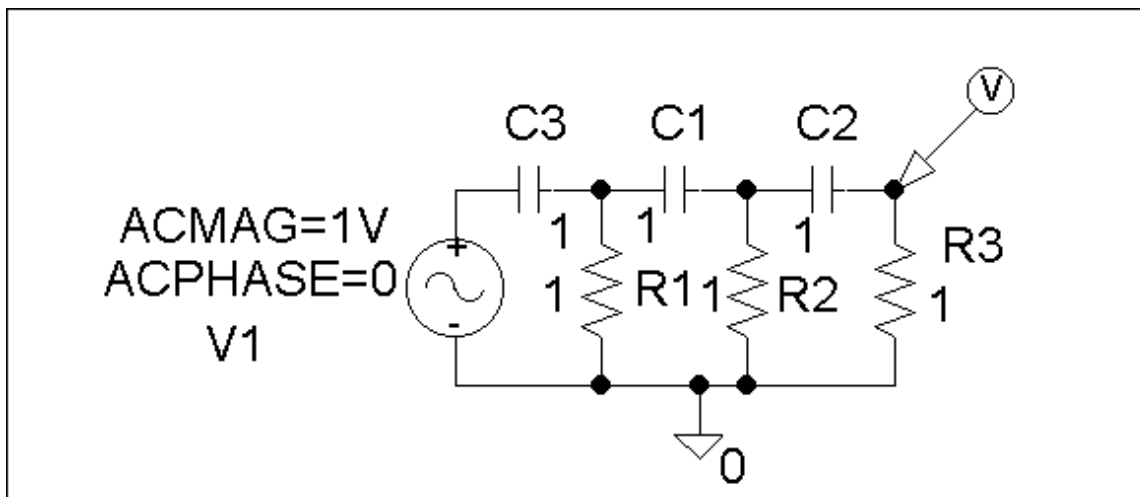 V
C3 C1 C2
1 1 1
ACMAG=1V
ACPHASE=0
V1
+
-
1 R1 1 R2 R3
1
0